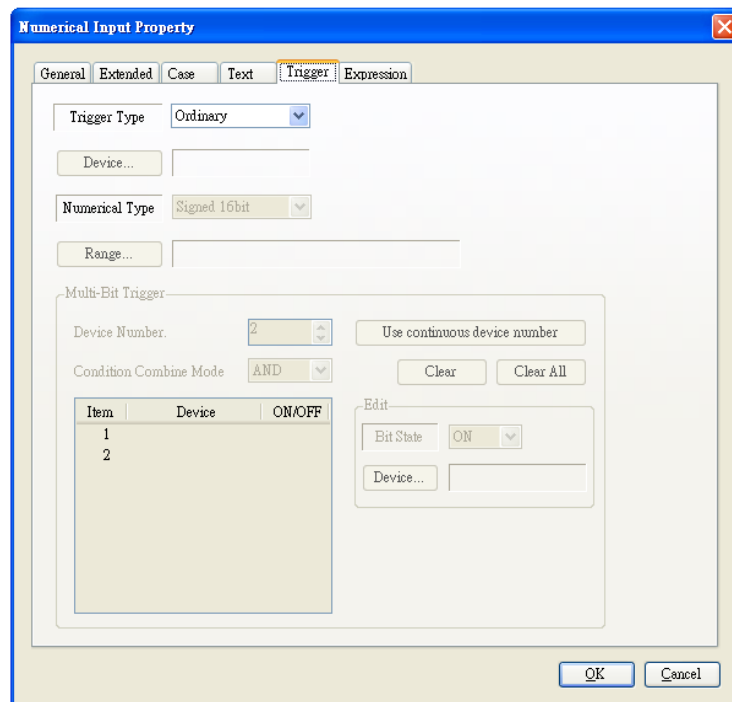 Numerical Input Property
General Extended Case Text Trigger Expression
Trigger Type Ordinary
Device...
Numerical Type Signed 16bit
Range...
Multi-Bit Trigger
Device Number. 2 Use continuous device number
Condition Combine Mode AND Clear Clear All
Item Device ON/OFF
1
2
Edit
Bit State ON
Device...
OK Cancel